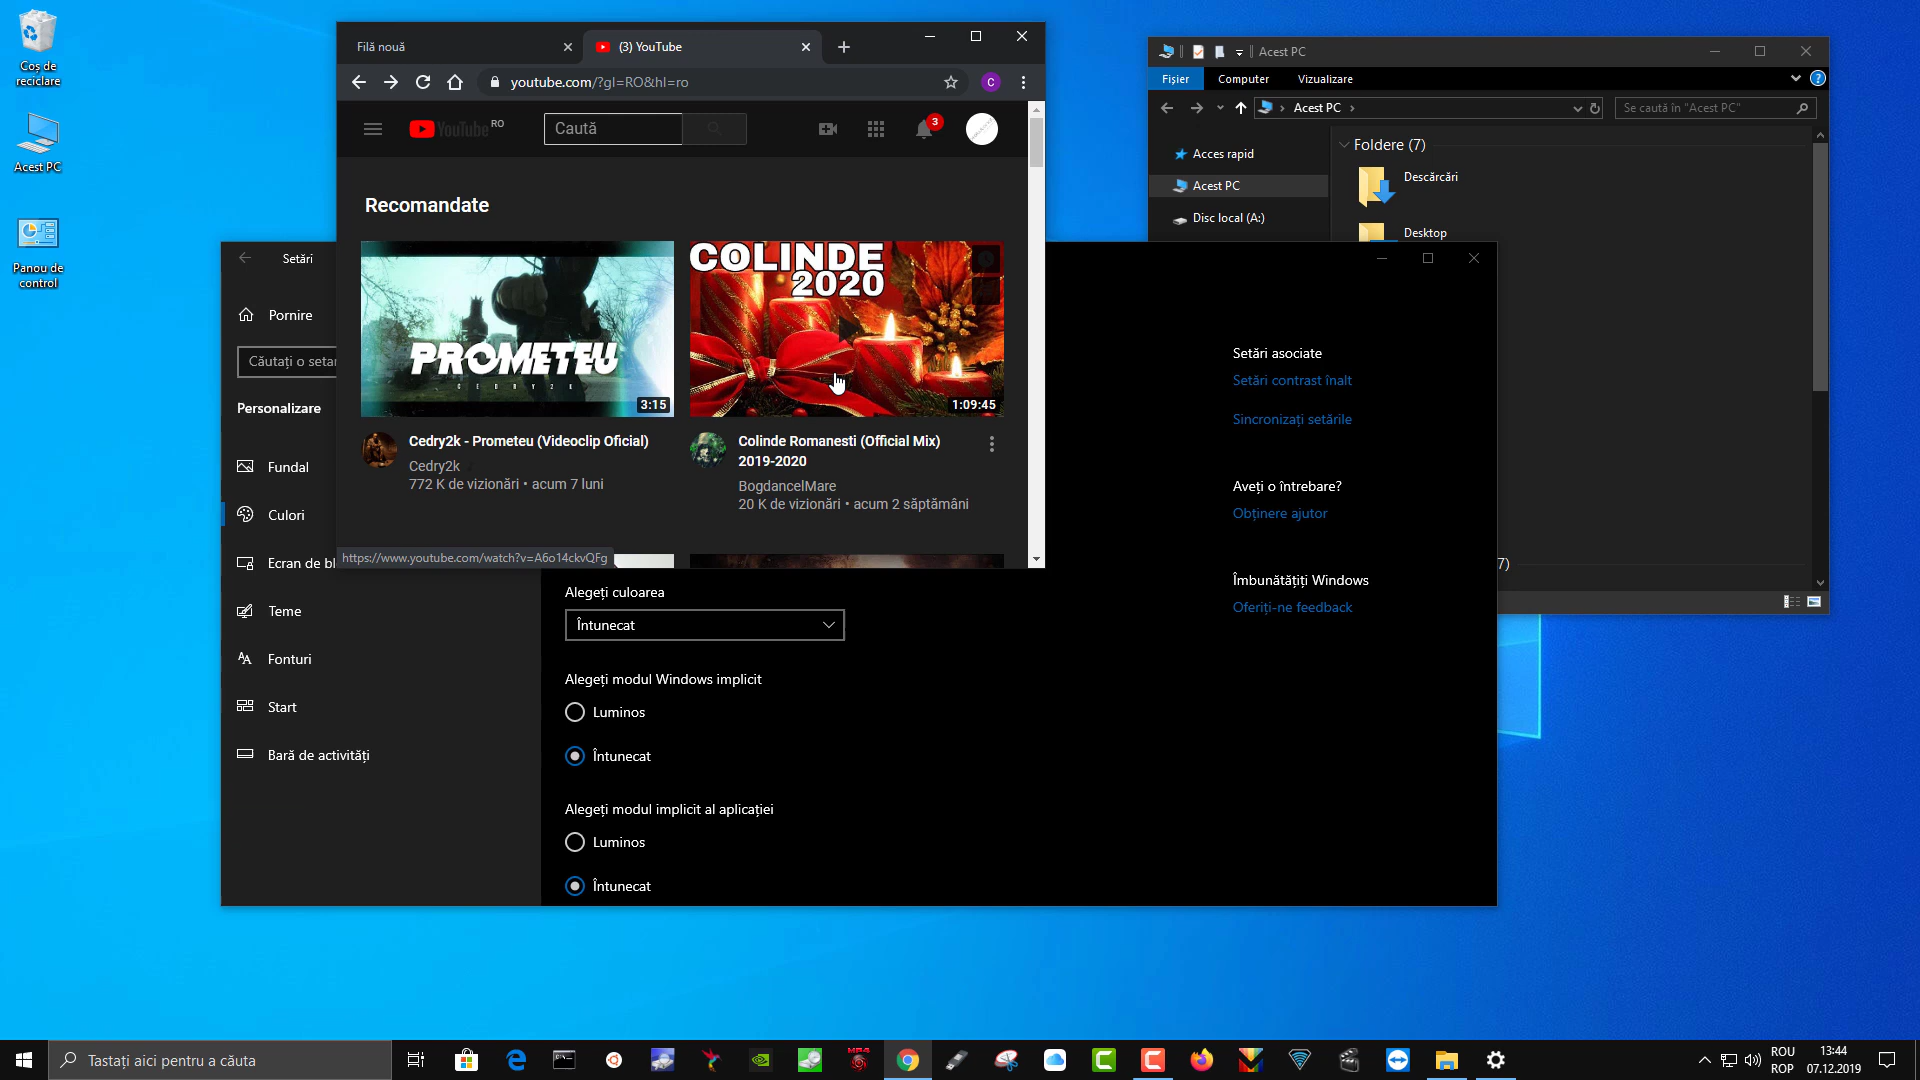 Coș de
reciclare
Acest PC
Panou de
control
Filă nouă
(3) YouTube
youtube.com/?gl=RO&hl=ro
C
YouTube RO
Caută
3
Recomandate
PROMETEU
CEDRY2K
3:15
COLINDE
2020
1:09:45
Cedry2k - Prometeu (Videoclip Oficial)
Cedry2k
772 K de vizionări • acum 7 luni
Colinde Romanesti (Official Mix)
2019-2020
BogdancelMare
20 K de vizionări • acum 2 săptămâni
https://www.youtube.com/watch?v=A6o14ckvQFg
Acest PC
Fișier
Computer
Vizualizare
Acest PC
Se caută în "Acest PC"
Acces rapid
Acest PC
Disc local (A:)
Foldere (7)
Descărcări
Desktop
7)
Setări
Pornire
Căutați o setar
Personalizare
Fundal
Culori
Ecran de bl
Teme
Fonturi
Start
Bară de activități
Alegeți culoarea
Întunecat
Alegeți modul Windows implicit
Luminos
Întunecat
Alegeți modul implicit al aplicației
Luminos
Întunecat
Setări asociate
Setări contrast înalt
Sincronizați setările
Aveți o întrebare?
Obținere ajutor
Îmbunătățiți Windows
Oferiți-ne feedback
Tastați aici pentru a căuta
MP4
ROU
ROP
13:44
07.12.2019